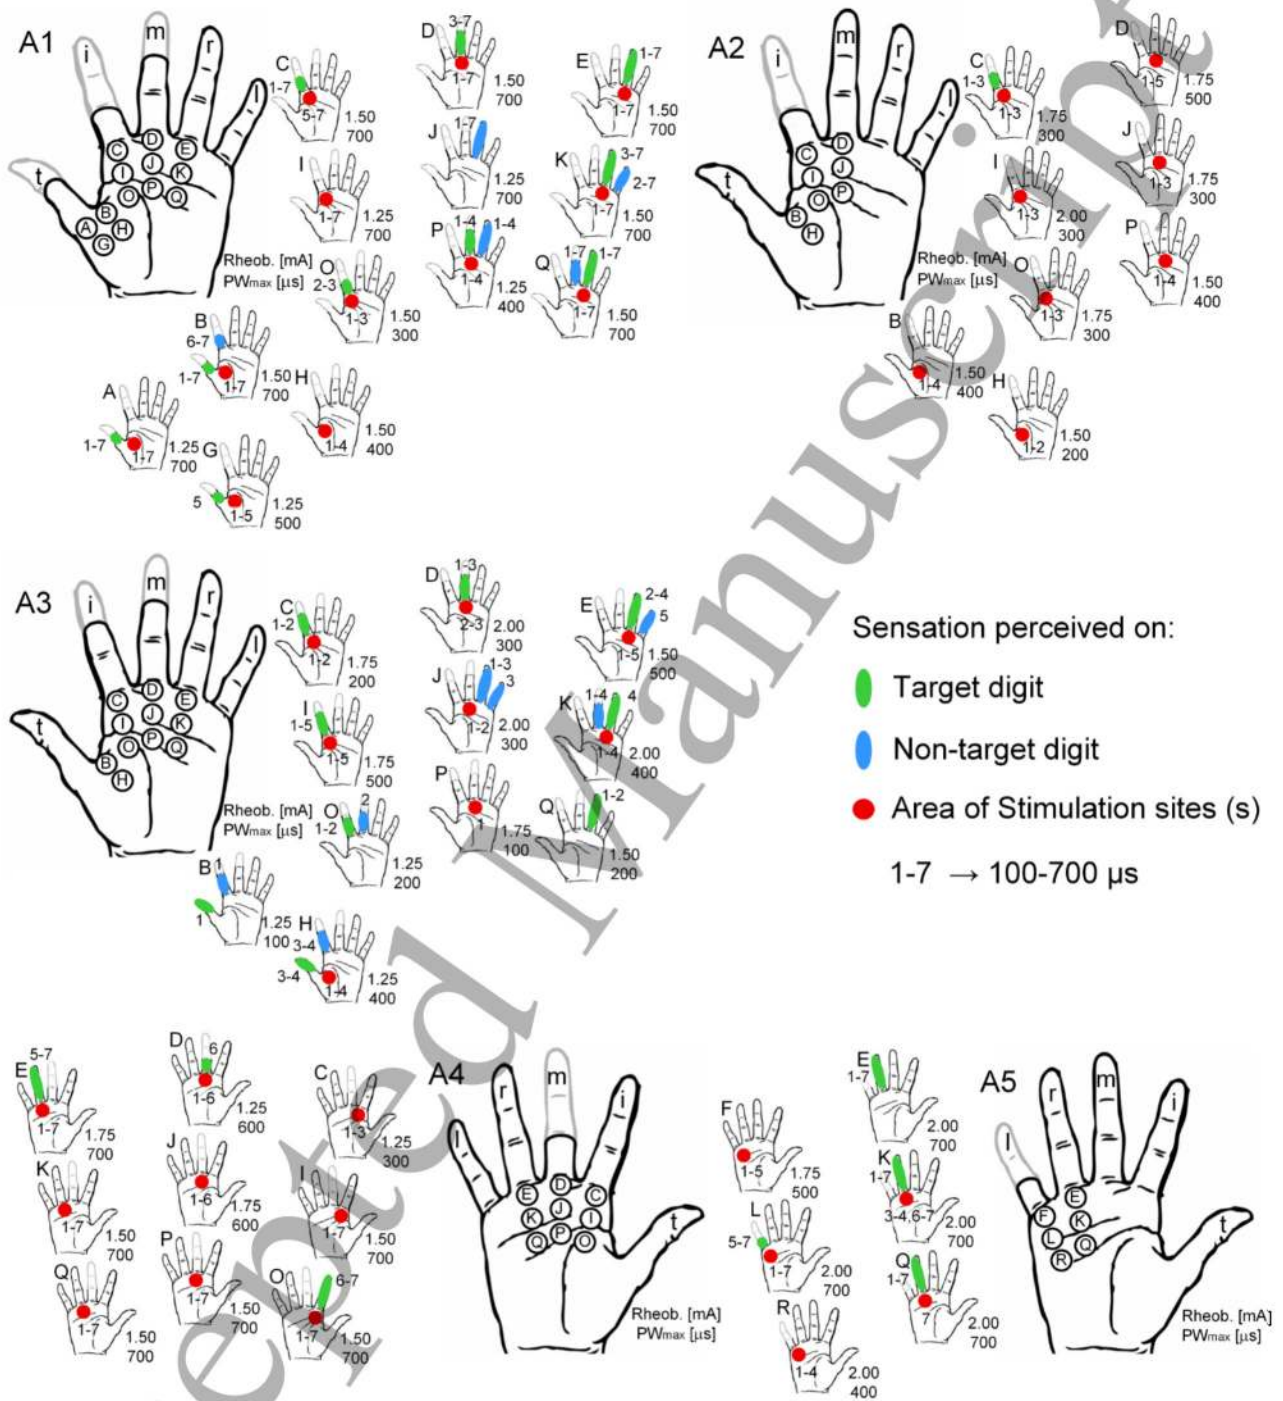 A1
i
m
r
l
t
C
D
E
I
J
K
O
P
Q
B
A
H
G
Rheob. [mA]
PWmax [µs]
C
1-7
5-7
1.50
700
D
3-7
1-7
1.50
700
E
1-7
1-7
1.50
700
I
1-7
1.25
700
J
1-7
1.25
700
K
3-7
2-7
1-7
1.50
700
O
2-3
1-3
1.50
300
P
1-4
1-4
1-4
1.25
400
Q
1-7
1-7
1-7
1.50
700
B
6-7
1-7
1-7
1.50
700
H
1-4
1.50
400
A
1-7
1-7
1.25
700
G
5
1-5
1.25
500
A2
i
m
r
l
t
C
D
I
J
O
P
B
H
Rheob. [mA]
PWmax [µs]
C
1-3
1-3
1.75
300
D
1-5
1.75
500
I
1-3
2.00
300
J
1-3
1.75
300
O
1-3
1.75
300
P
1-4
1.50
400
B
1-4
1.50
400
H
1-2
1.50
200
A3
i
m
r
l
t
C
D
E
I
J
K
O
P
Q
B
H
Rheob. [mA]
PWmax [µs]
C
1-2
1-2
1.75
200
D
1-3
2-3
2.00
300
E
2-4
5
1-5
1.50
500
I
1-5
1-5
1.75
500
J
1-3
3
1-2
2.00
300
K
1-4
4
1-4
2.00
400
O
1-2
2
1.25
200
P
1
1.75
100
Q
1-2
1.50
200
B
1
1
1.25
100
H
3-4
3-4
1-4
1.25
400
Sensation perceived on:
Target digit
Non-target digit
Area of Stimulation sites (s)
1-7 → 100-700 µs
E
5-7
1-7
1.75
700
D
6
1-6
1.25
600
C
1-3
1.25
300
K
1-7
1.50
700
J
1-6
1.75
600
I
1-7
1.50
700
Q
1-7
1.50
700
P
1-7
1.50
700
O
6-7
1-7
1.50
700
A4
l
r
m
i
t
E
D
C
K
J
I
Q
P
O
Rheob. [mA]
PWmax [µs]
F
1-5
1.75
500
E
1-7
2.00
700
L
5-7
1-7
2.00
700
K
1-7
3-4,6-7
2.00
700
R
1-4
2.00
400
Q
1-7
7
2.00
700
A5
l
r
m
i
t
E
F
K
L
Q
R
Rheob. [mA]
PWmax [µs]
epted Manuscript